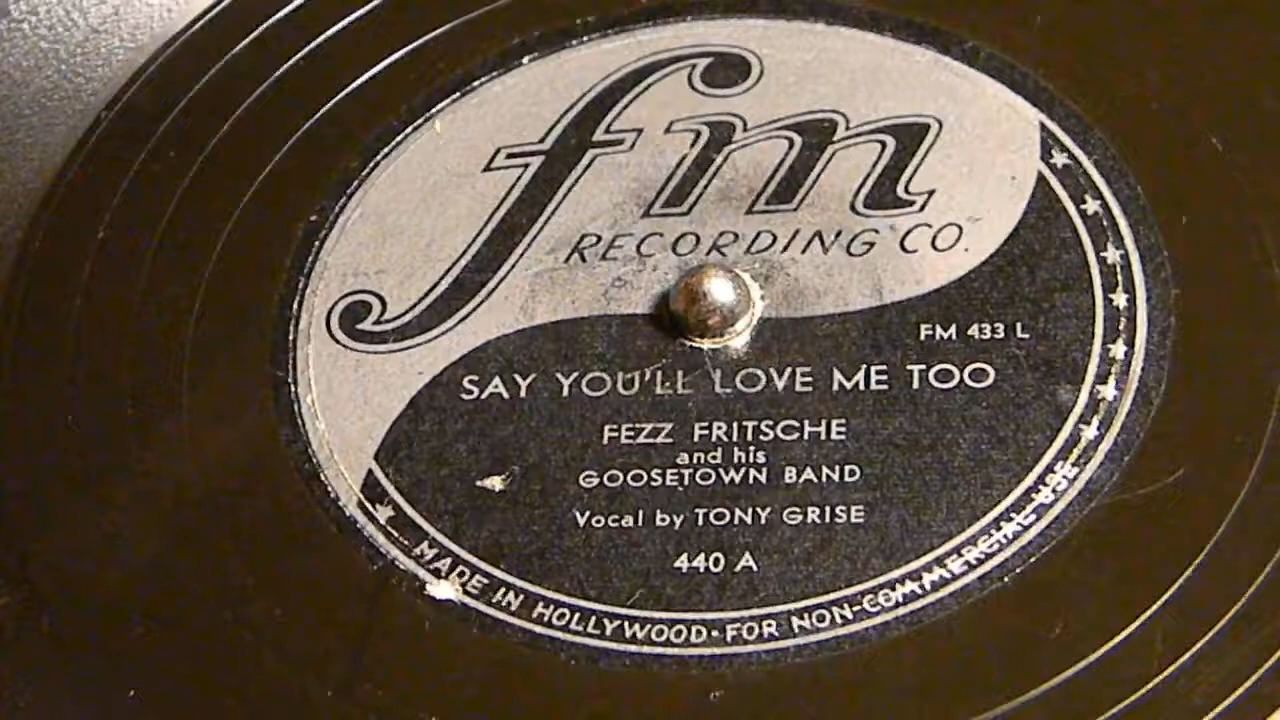 fm
RECORDING CO.
FM 433 L
SAY YOU'LL LOVE ME TOO
FEZZ FRITSCHE
and his
GOOSETOWN BAND
Vocal by TONY GRISE
440 A
MADE IN HOLLYWOOD · FOR NON-COMMERCIAL USE